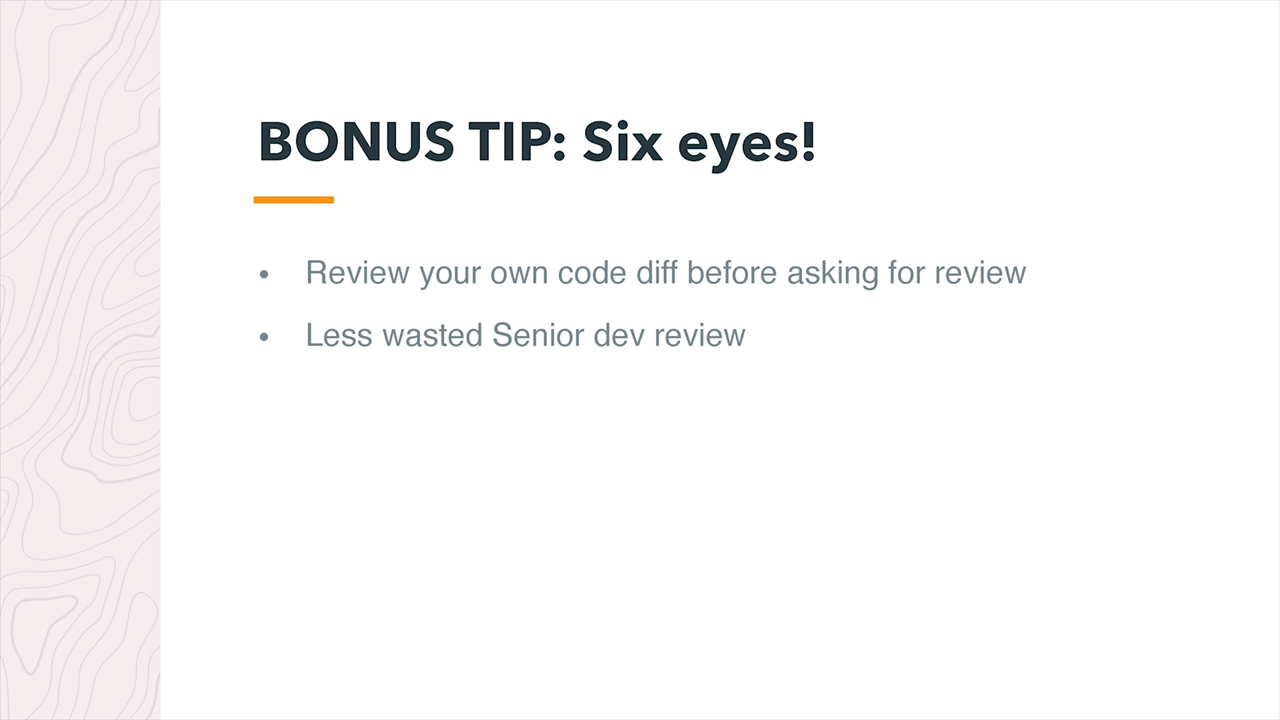 BONUS TIP: Six eyes!
• Review your own code diff before asking for review
• Less wasted Senior dev review